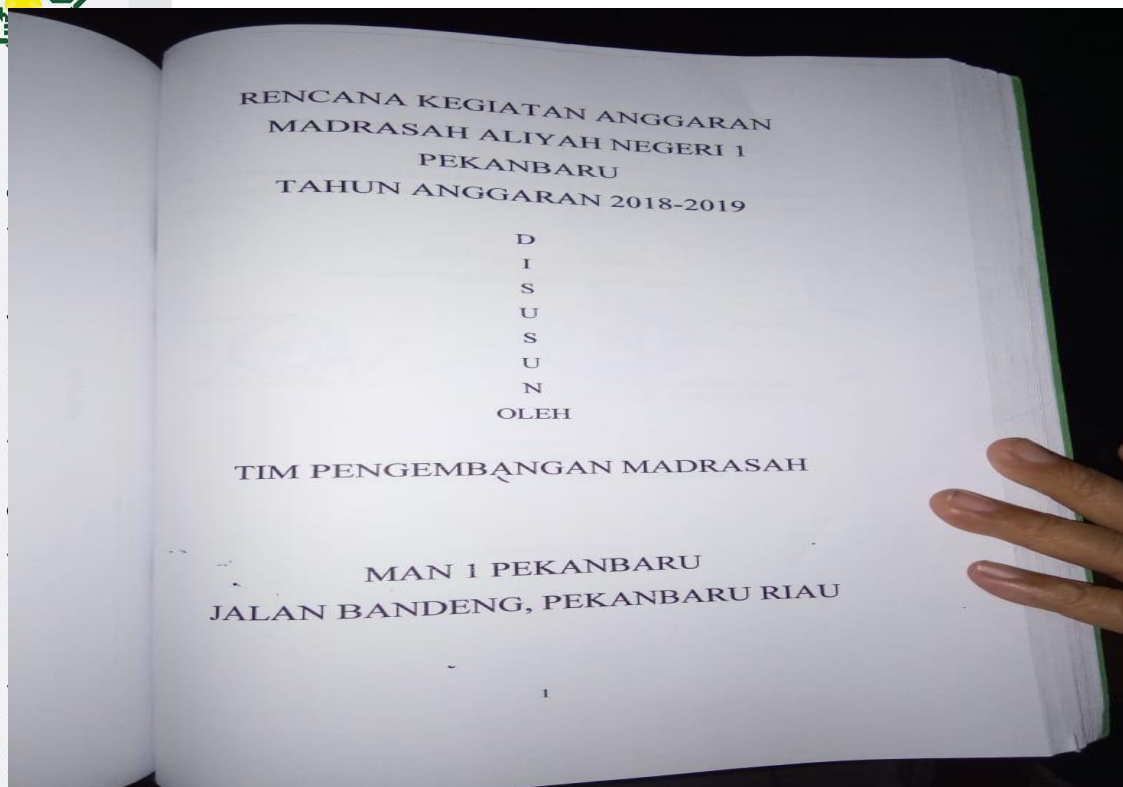 RENCANA KEGIATAN ANGGARAN
MADRASAH ALIYAH NEGERI 1
PEKANBARU
TAHUN ANGGARAN 2018-2019
D
I
S
U
S
U
N
OLEH
TIM PENGEMBANGAN MADRASAH
MAN 1 PEKANBARU
JALAN BANDENG, PEKANBARU RIAU
1